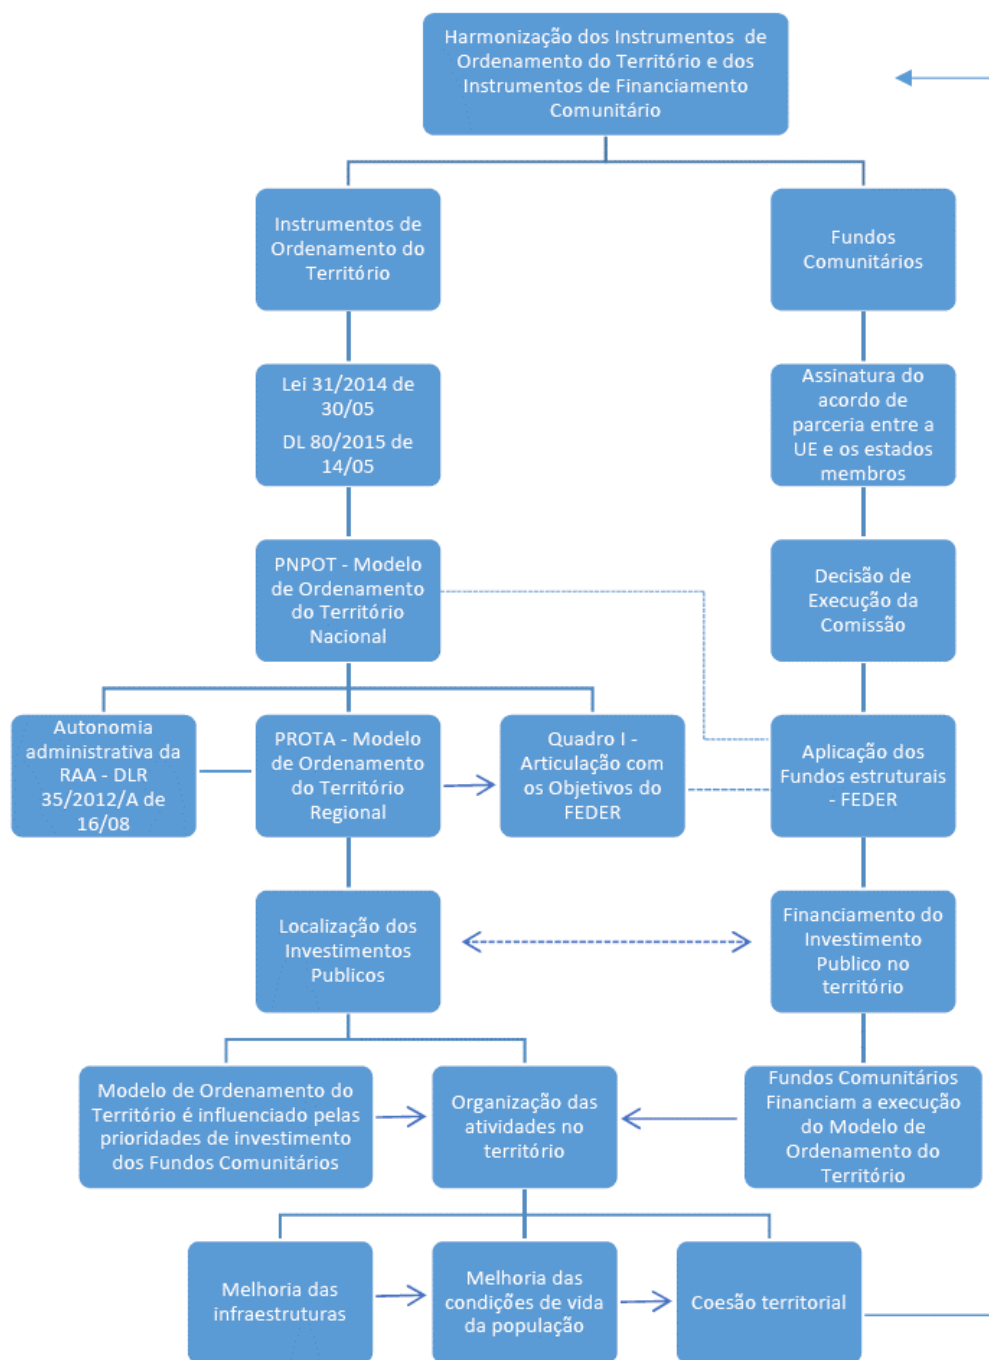 Harmonização dos Instrumentos de
Ordenamento do Território e dos
Instrumentos de Financiamento
Comunitário
Instrumentos de
Ordenamento do
Território
Fundos
Comunitários
Lei 31/2014 de
30/05
DL 80/2015 de
14/05
Assinatura do
acordo de
parceria entre a
UE e os estados
membros
PNPOT - Modelo
de Ordenamento
do Território
Nacional
Decisão de
Execução da
Comissão
Autonomia
administrativa da
RAA - DLR
35/2012/A de
16/08
PROTA - Modelo
de Ordenamento
do Território
Regional
Quadro I -
Articulação com
os Objetivos do
FEDER
Aplicação dos
Fundos estruturais
- FEDER
Localização dos
Investimentos
Publicos
Financiamento do
Investimento
Publico no
território
Modelo de Ordenamento do
Território é influenciado pelas
prioridades de investimento
dos Fundos Comunitários
Organização das
atividades no
território
Fundos Comunitários
Financiam a execução
do Modelo de
Ordenamento do
Território
Melhoria das
infraestruturas
Melhoria das
condições de vida
da população
Coesão territorial